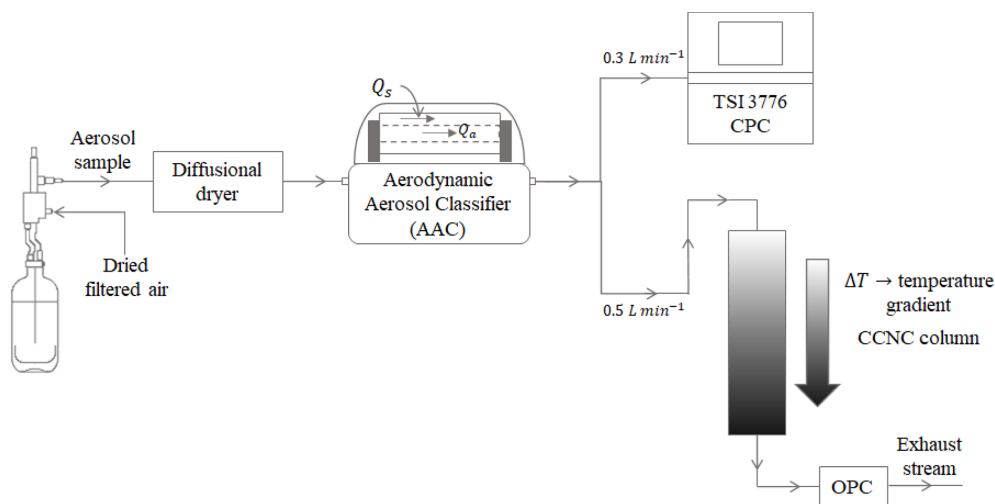 Aerosol
sample
Dried
filtered air
Diffusional
dryer
Q_s
Q_a
Aerodynamic
Aerosol Classifier
(AAC)
0.3 L min⁻¹
TSI 3776
CPC
0.5 L min⁻¹
ΔT → temperature
gradient
CCNC column
OPC
Exhaust
stream